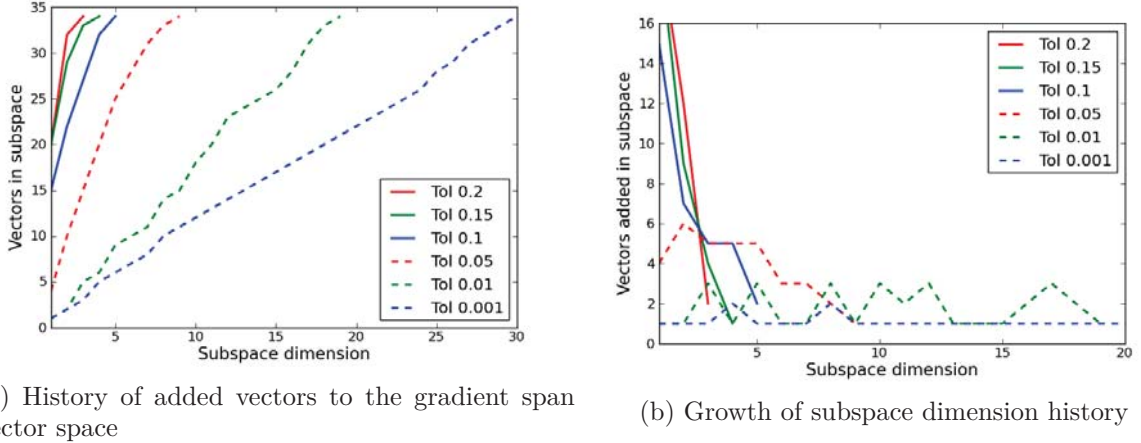 35
30
25
20
15
10
5
0
Vectors in subspace
5
10
15
20
25
30
Subspace dimension
Tol 0.2
Tol 0.15
Tol 0.1
Tol 0.05
Tol 0.01
Tol 0.001
) History of added vectors to the gradient span
ector space
16
14
12
10
8
6
4
2
0
Vectors added in subspace
5
10
15
20
Subspace dimension
Tol 0.2
Tol 0.15
Tol 0.1
Tol 0.05
Tol 0.01
Tol 0.001
(b) Growth of subspace dimension history